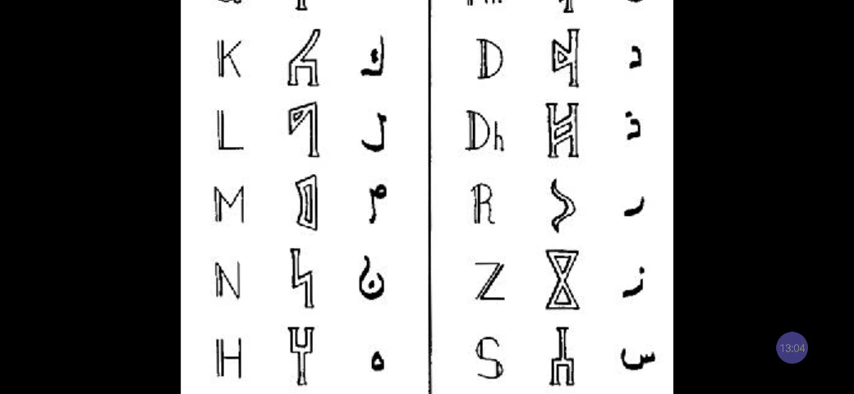 K 𐩫 ك
L 𐩡 ل
M 𐩣 م
N 𐩬 ن
H 𐩠 ه
D 𐩵 د
Dh 𐩹 ذ
R 𐩧 ر
Z 𐩸 ز
S 𐩪 س
13:04